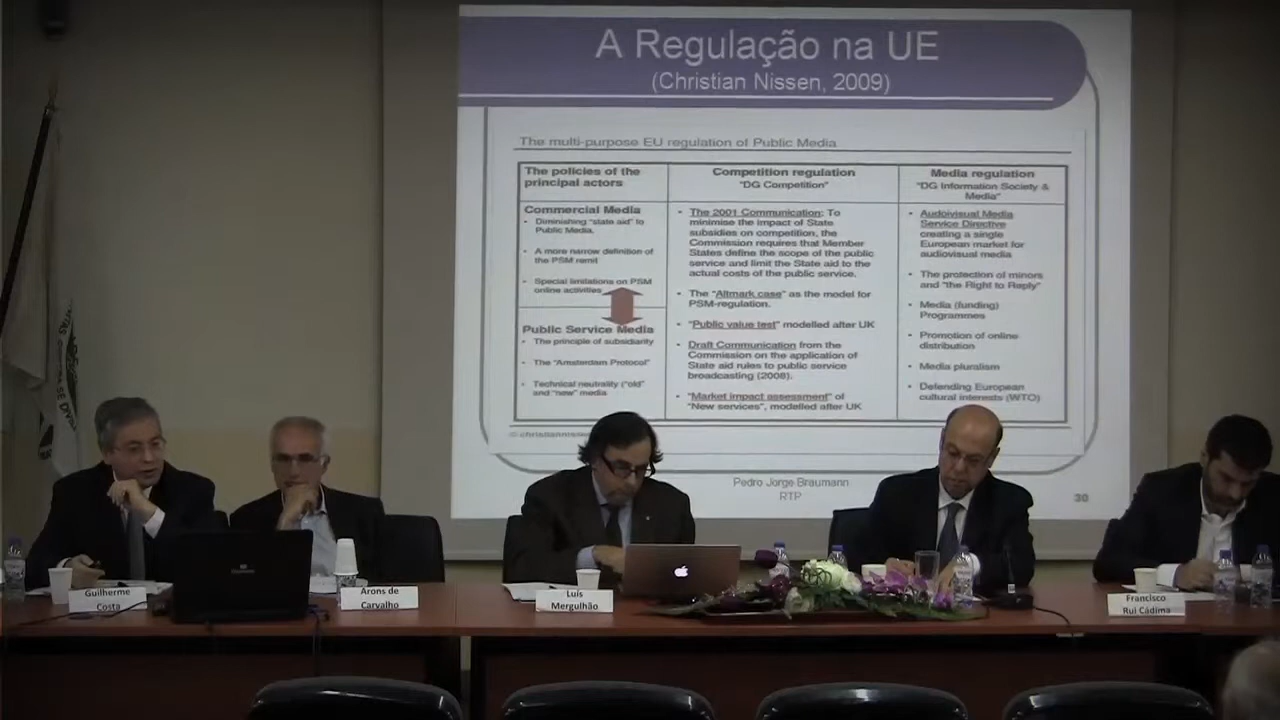 A Regulação na UE
(Christian Nissen, 2009)
The multi-purpose EU regulation of Public Media
The policies of the
principal actors
Competition regulation
"DG Competition"
Media regulation
"DG Information Society &
Media"
Commercial Media
• Diminishing "state aid" to
Public Media.
• A more narrow definition of
the PSM remit
• Special limitations on PSM
online activities
Public Service Media
• The principle of subsidiarity
• The "Amsterdam Protocol"
• Technical neutrality ("old"
and "new" media
• The 2001 Communication: To
minimise the impact of State
subsidies on competition, the
Commission requires that Member
States define the scope of the public
service and limit the State aid to the
actual costs of the public service.
• The "Altmark case" as the model for
PSM-regulation.
• "Public value test" modelled after UK
• Draft Communication from the
Commission on the application of
State aid rules to public service
broadcasting (2008).
• "Market impact assessment" of
"New services", modelled after UK
• Audoivisual Media
Service Directive
creating a single
European market for
audiovisual media
• The protection of minors
and "the Right to Reply"
• Media (funding)
Programmes
• Promotion of online
distribution
• Media pluralism
• Defending European
cultural interests (WTO)
Pedro Jorge Braumann
RTP
30
Guilherme
Costa
Arons de
Carvalho
Luís
Mergulhão
Francisco
Rui Cádima